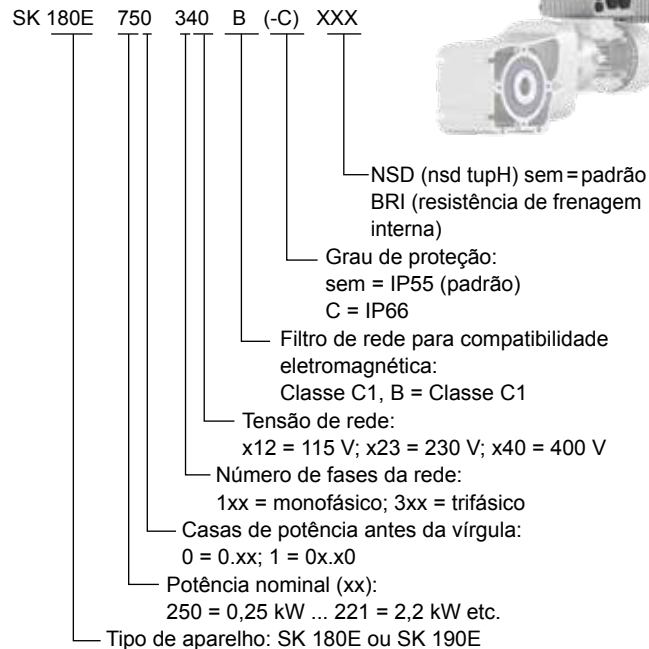 SK 180E 750 340 B (-C) XXX
NSD (nsd tupH) sem = padrão
BRI (resistência de frenagem
interna)
Grau de proteção:
sem = IP55 (padrão)
C = IP66
Filtro de rede para compatibilidade
eletromagnética:
Classe C1, B = Classe C1
Tensão de rede:
x12 = 115 V; x23 = 230 V; x40 = 400 V
Número de fases da rede:
1xx = monofásico; 3xx = trifásico
Casas de potência antes da vírgula:
0 = 0.xx; 1 = 0x.x0
Potência nominal (xx):
250 = 0,25 kW ... 221 = 2,2 kW etc.
Tipo de aparelho: SK 180E ou SK 190E